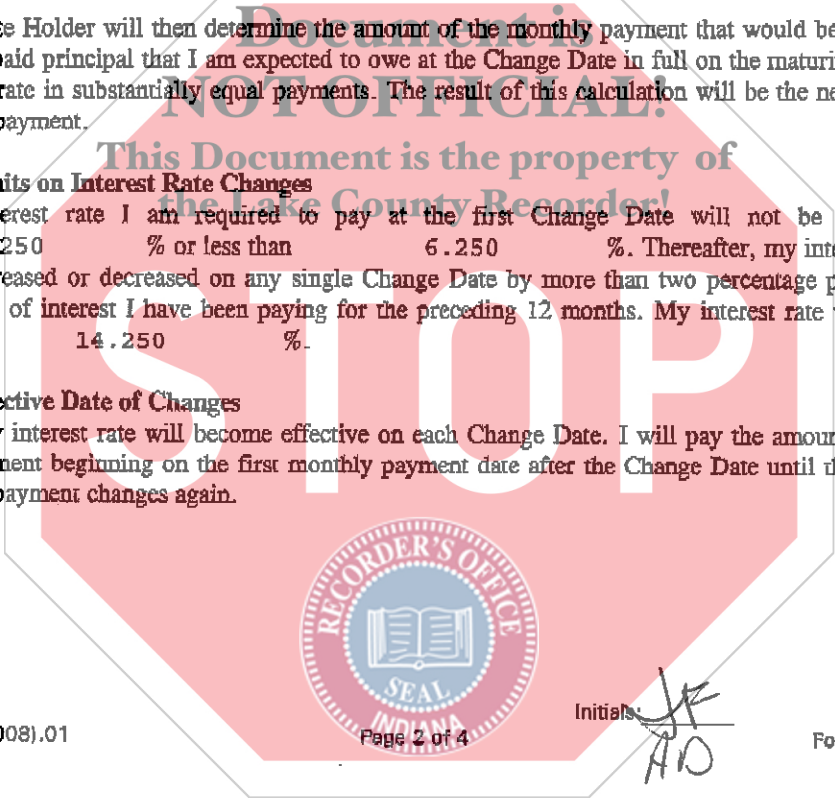 Document is
e Holder will then determine the amount of the monthly payment that would be
aid principal that I am expected to owe at the Change Date in full on the maturi
rate in substantially equal payments. The result of this calculation will be the ne
NOT OFFICIAL!
payment.
This Document is the property of
its on Interest Rate Changes
the Lake County Recorder!
erest rate I am required to pay at the first Change Date will not be
250 % or less than 6.250 %. Thereafter, my inte
eased or decreased on any single Change Date by more than two percentage p
of interest I have been paying for the preceding 12 months. My interest rate
14.250 %.
STOP
ective Date of Changes
interest rate will become effective on each Change Date. I will pay the amour
nent beginning on the first monthly payment date after the Change Date until th
payment changes again.
RECORDER'S OFFICE
SEAL
INDIANA
Initials: JF
008).01 Page 2 of 4 Fo
AD